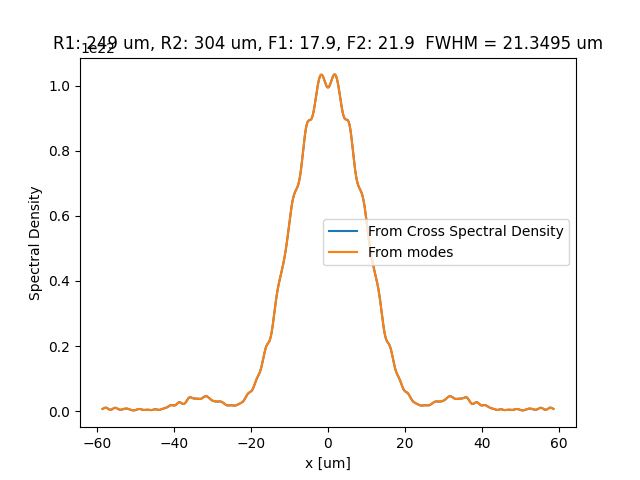 R1: 249 um, R2: 304 um, F1: 17.9, F2: 21.9  FWHM = 21.3495 um
1e22
1.0
0.8
0.6
0.4
0.2
0.0
Spectral Density
From Cross Spectral Density
From modes
−60
−40
−20
0
20
40
60
x [um]